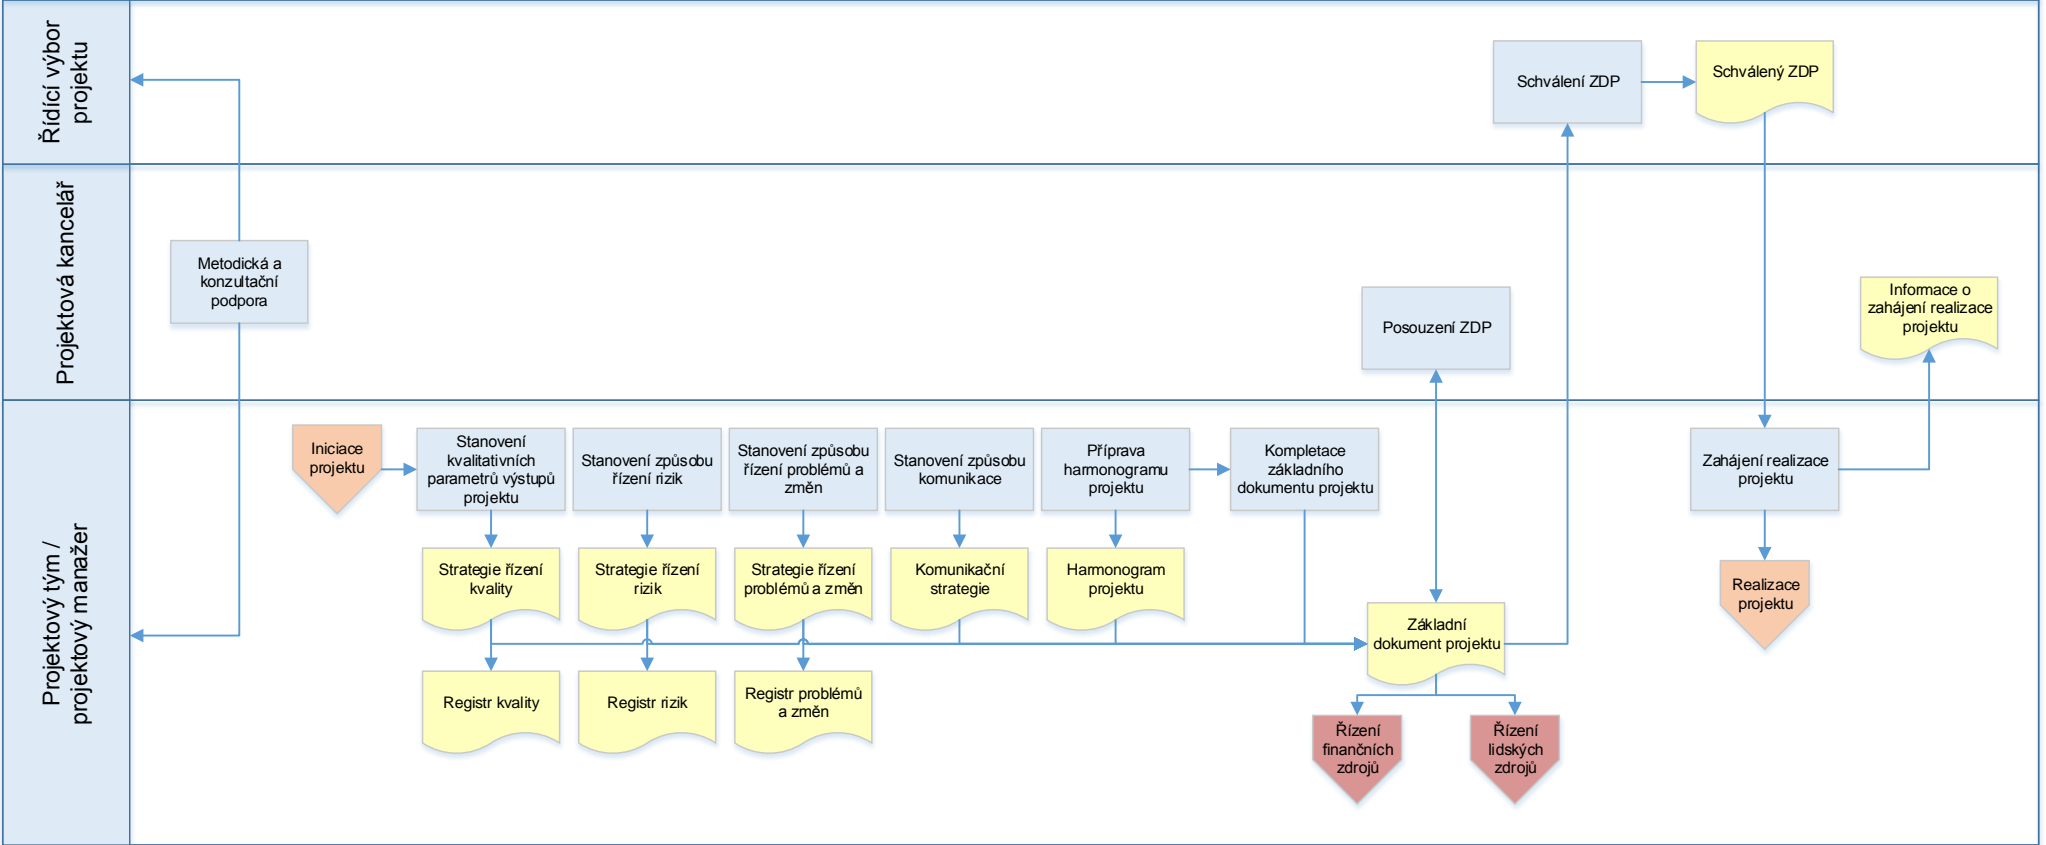 Řídící výbor
projektu
Schválení ZDP
Schválený ZDP
Projektová kancelář
Metodická a
konzultační
podpora
Posouzení ZDP
Informace o
zahájení realizace
projektu
Projektový tým /
projektový manažer
Iniciace
projektu
Stanovení
kvalitativních
parametrů výstupů
projektu
Stanovení způsobu
řízení rizik
Stanovení způsobu
řízení problémů a
změn
Stanovení způsobu
komunikace
Příprava
harmonogramu
projektu
Kompletace
základního
dokumentu projektu
Zahájení realizace
projektu
Strategie řízení
kvality
Strategie řízení
rizik
Strategie řízení
problémů a změn
Komunikační
strategie
Harmonogram
projektu
Základní
dokument projektu
Realizace
projektu
Registr kvality
Registr rizik
Registr problémů
a změn
Řízení
finančních
zdrojů
Řízení
lidských
zdrojů